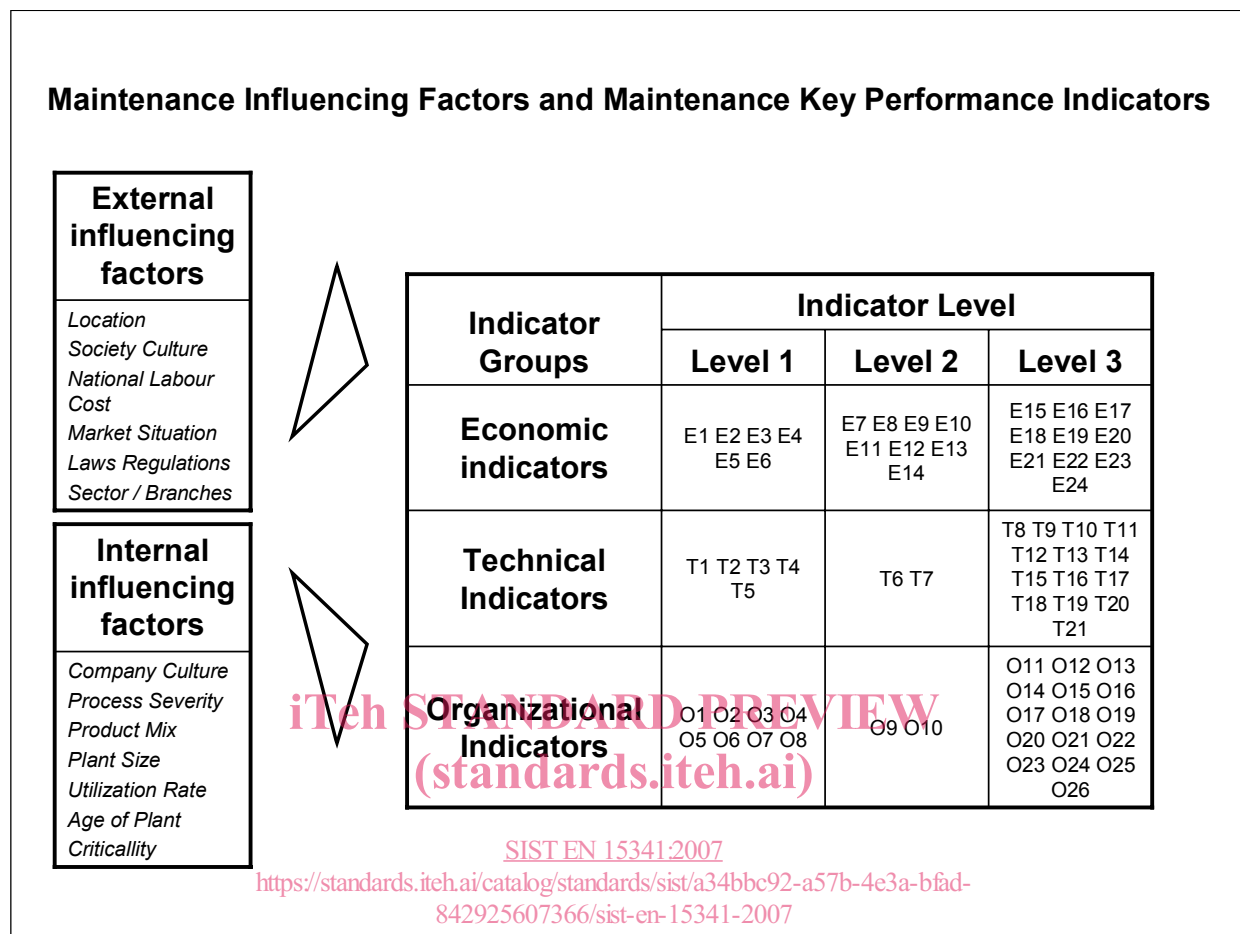 Maintenance Influencing Factors and Maintenance Key Performance Indicators
External
influencing
factors
Location
Society Culture
National Labour
Cost
Market Situation
Laws Regulations
Sector / Branches
Internal
influencing
factors
Company Culture
Process Severity
Product Mix
Plant Size
Utilization Rate
Age of Plant
Criticallity
Indicator
Groups
Indicator Level
Level 1
Level 2
Level 3
Economic
indicators
E1 E2 E3 E4
E5 E6
E7 E8 E9 E10
E11 E12 E13
E14
E15 E16 E17
E18 E19 E20
E21 E22 E23
E24
Technical
Indicators
T1 T2 T3 T4
T5
T6 T7
T8 T9 T10 T11
T12 T13 T14
T15 T16 T17
T18 T19 T20
T21
Organizational
Indicators
O1 O2 O3 O4
O5 O6 O7 O8
O9 O10
O11 O12 O13
O14 O15 O16
O17 O18 O19
O20 O21 O22
O23 O24 O25
O26
iTeh STANDARD PREVIEW
(standards.iteh.ai)
SIST EN 15341:2007
https://standards.iteh.ai/catalog/standards/sist/a34bbc92-a57b-4e3a-bfad-
842925607366/sist-en-15341-2007